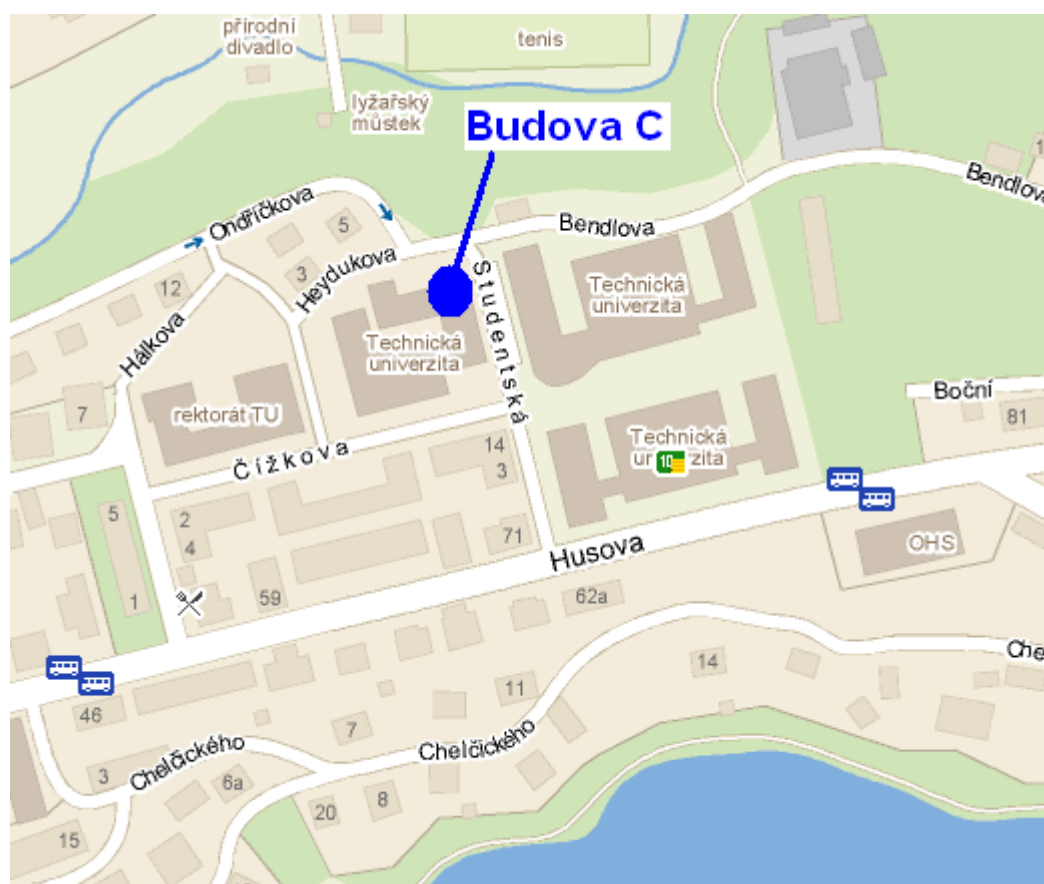 přírodní
divadlo
tenis
lyžařský
můstek
Budova C
Bendlova
Bendlova
Ondříčkova
5
Heydukova
3
12
Studentská
Technická
univerzita
Technická
univerzita
Hálkova
7
rektorát TU
Boční
81
Čížkova
14
3
Technická
10
5
2
4
71
Husova
OHS
1
59
62a
Che
14
11
46
7
Chelčického
Chelčického
3
6a
20
8
15